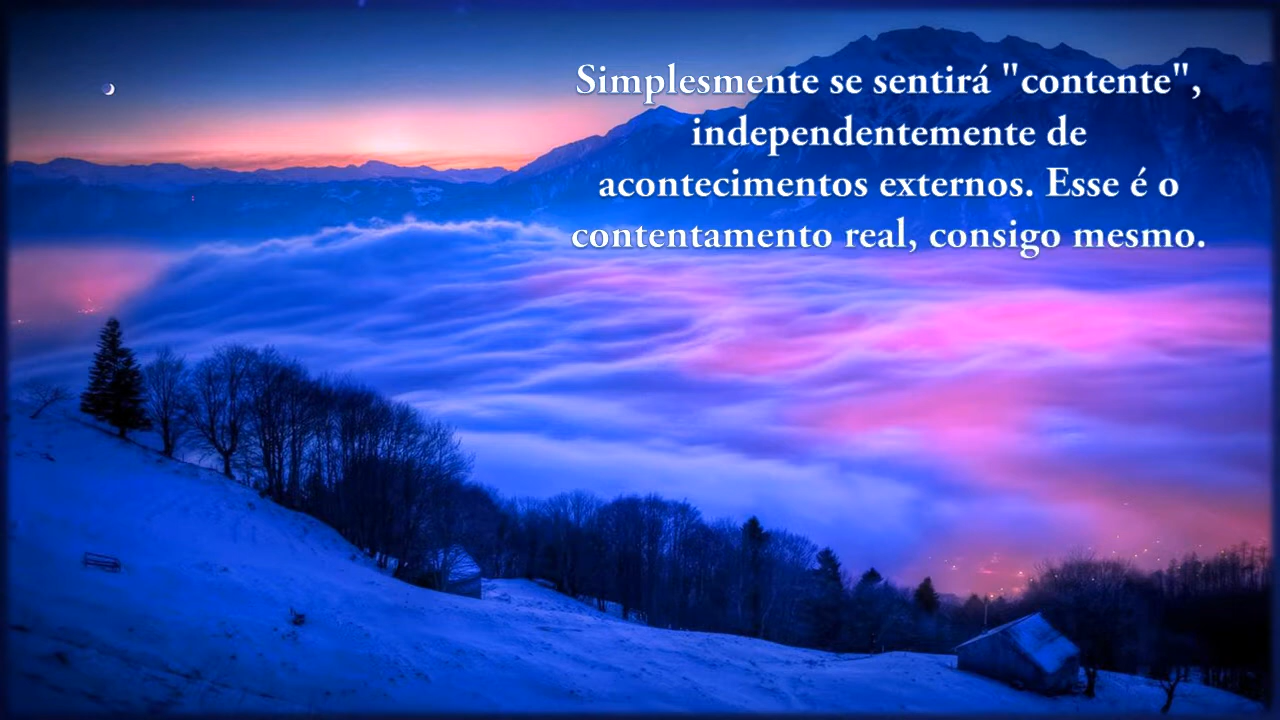 Simplesmente se sentirá "contente",
independentemente de
acontecimentos externos. Esse é o
contentamento real, consigo mesmo.